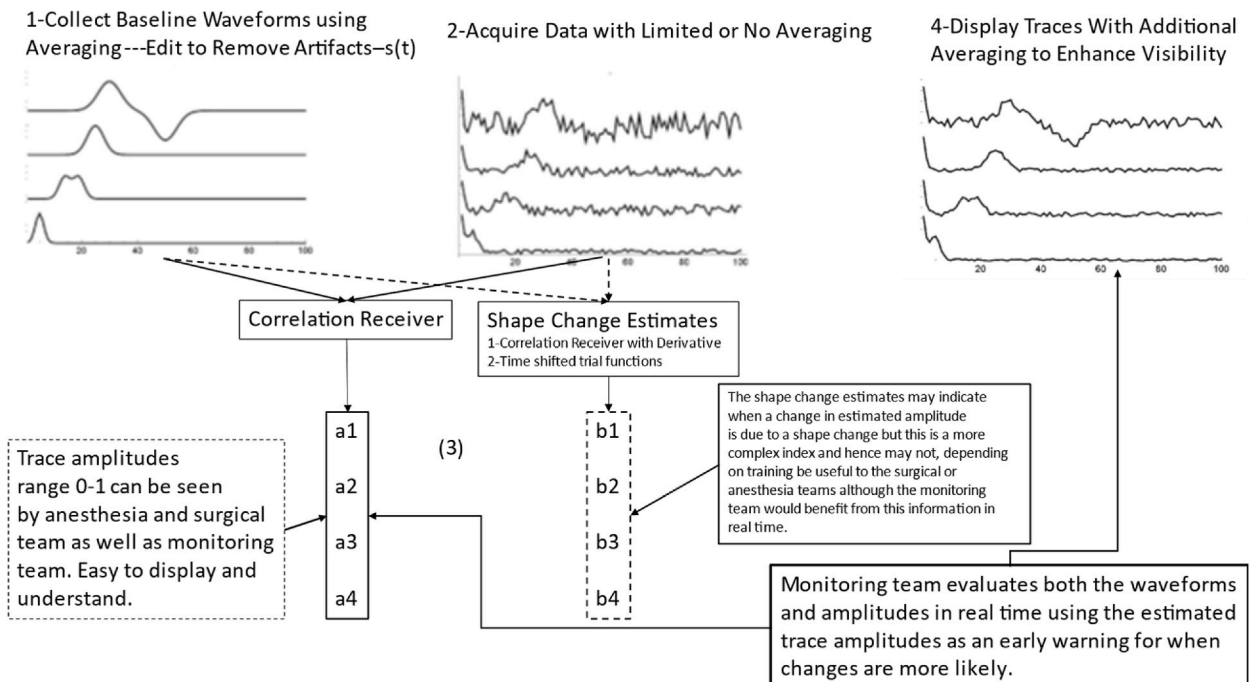 1-Collect Baseline Waveforms using
Averaging---Edit to Remove Artifacts–s(t)
2-Acquire Data with Limited or No Averaging
4-Display Traces With Additional
Averaging to Enhance Visibility
20 40 60 80 100
20 40 60 80 100
20 40 60 80 100
Correlation Receiver
Shape Change Estimates
1-Correlation Receiver with Derivative
2-Time shifted trial functions
Trace amplitudes
range 0-1 can be seen
by anesthesia and surgical
team as well as monitoring
team. Easy to display and
understand.
a1
a2
a3
a4
(3)
b1
b2
b3
b4
The shape change estimates may indicate
when a change in estimated amplitude
is due to a shape change but this is a more
complex index and hence may not, depending
on training be useful to the surgical or
anesthesia teams although the monitoring
team would benefit from this information in
real time.
Monitoring team evaluates both the waveforms
and amplitudes in real time using the estimated
trace amplitudes as an early warning for when
changes are more likely.